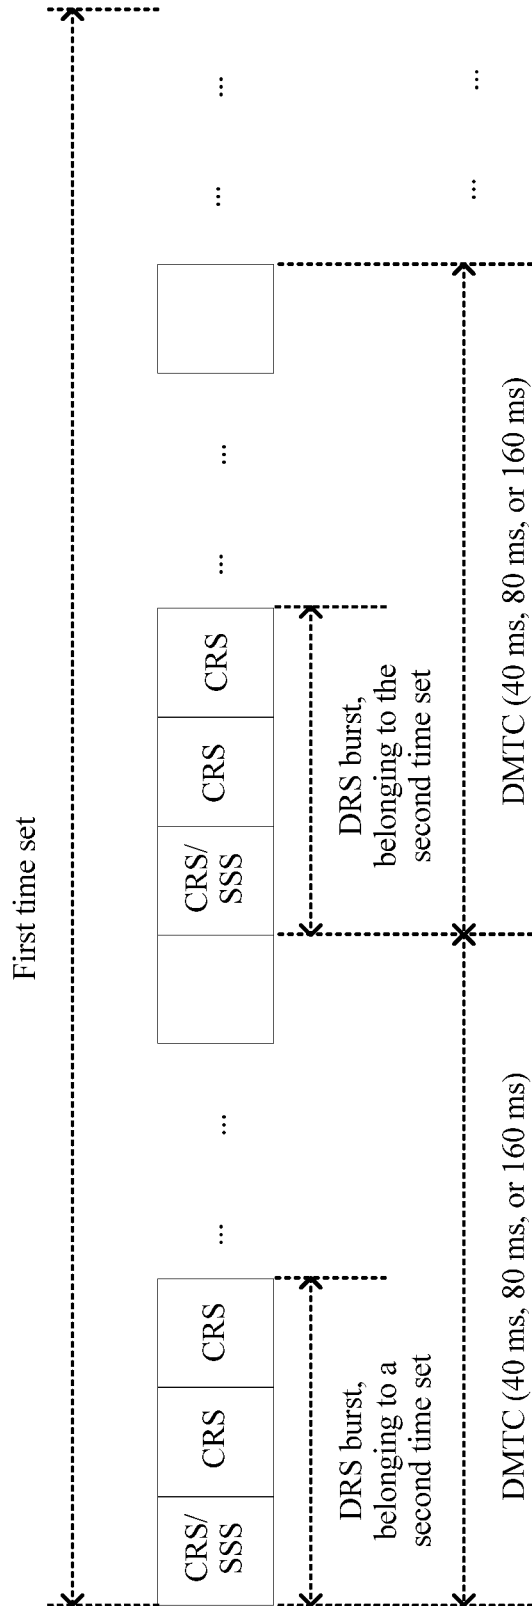 First time set
CRS/
SSS
CRS
CRS
...
...
CRS/
SSS
CRS
CRS
...
...
...
...
DRS burst,
belonging to a
second time set
DRS burst,
belonging to the
second time set
DMTC (40 ms, 80 ms, or 160 ms)
DMTC (40 ms, 80 ms, or 160 ms)
...
...